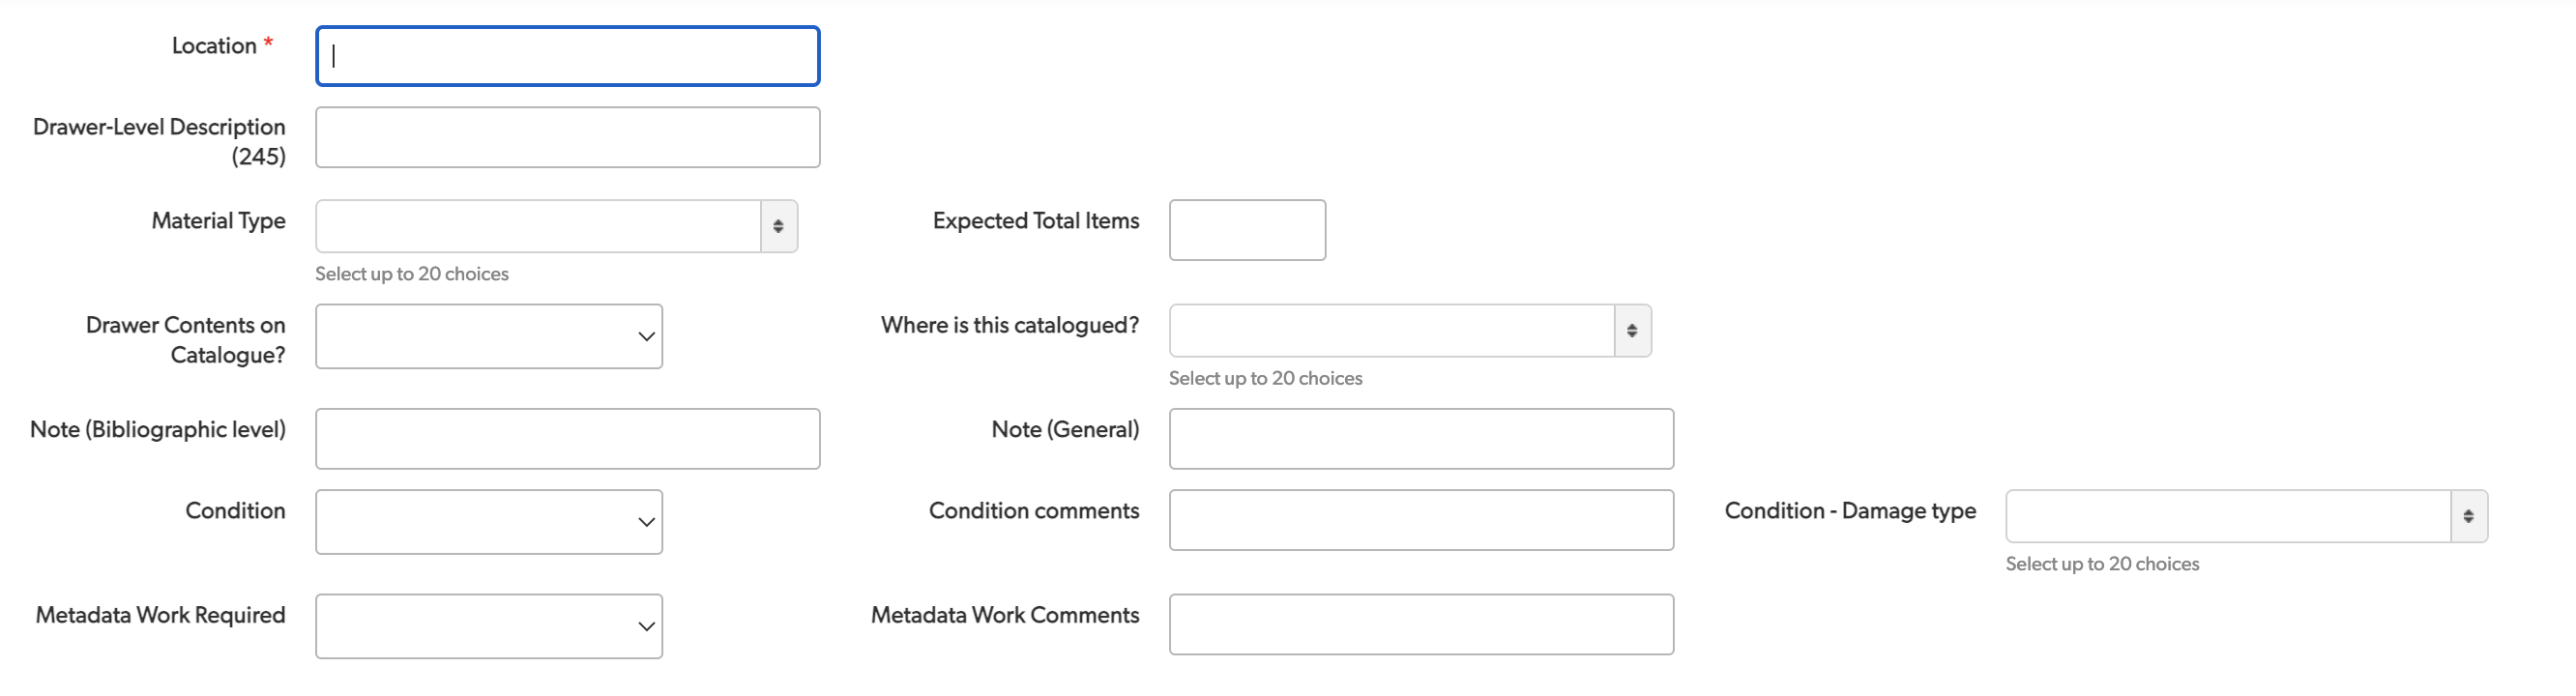 Location *
Drawer-Level Description
(245)
Material Type
Select up to 20 choices
Expected Total Items
Drawer Contents on
Catalogue?
Where is this catalogued?
Select up to 20 choices
Note (Bibliographic level)
Note (General)
Condition
Condition comments
Condition - Damage type
Select up to 20 choices
Metadata Work Required
Metadata Work Comments